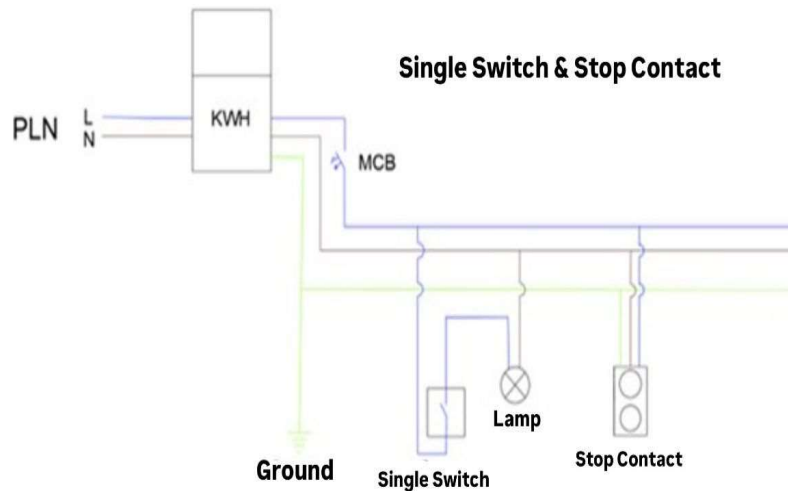 Single Switch & Stop Contact
PLN
L
N
KWH
MCB
Lamp
Ground
Single Switch
Stop Contact